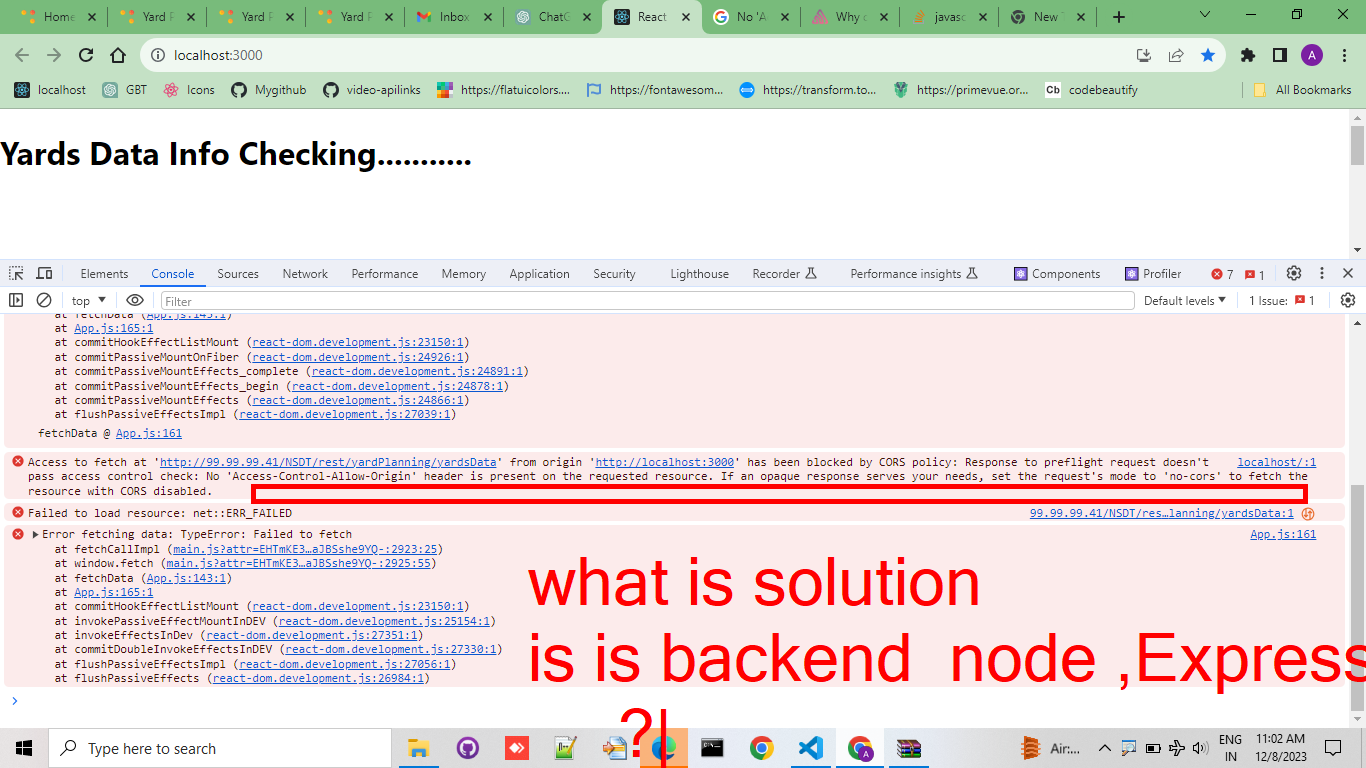 Home
Yard P
Yard P
Yard P
Inbox
ChatG
React
No 'A
Why c
javasc
New T
localhost:3000
A
localhost
GBT
Icons
Mygithub
video-apilinks
https://flatuicolors....
https://fontawesom...
https://transform.to...
https://primevue.or...
Cb codebeautify
All Bookmarks
Yards Data Info Checking...........
Elements Console Sources Network Performance Memory Application Security Lighthouse Recorder Performance insights Components Profiler 7 1
top ▼ Filter Default levels ▼ 1 Issue: 1
at fetchData (App.js:143:1)
at App.js:165:1
at commitHookEffectListMount (react-dom.development.js:23150:1)
at commitPassiveMountOnFiber (react-dom.development.js:24926:1)
at commitPassiveMountEffects_complete (react-dom.development.js:24891:1)
at commitPassiveMountEffects_begin (react-dom.development.js:24878:1)
at commitPassiveMountEffects (react-dom.development.js:24866:1)
at flushPassiveEffectsImpl (react-dom.development.js:27039:1)
fetchData @ App.js:161
Access to fetch at 'http://99.99.99.41/NSDT/rest/yardPlanning/yardsData' from origin 'http://localhost:3000' has been blocked by CORS policy: Response to preflight request doesn't localhost/:1
pass access control check: No 'Access-Control-Allow-Origin' header is present on the requested resource. If an opaque response serves your needs, set the request's mode to 'no-cors' to fetch the
resource with CORS disabled.
Failed to load resource: net::ERR_FAILED 99.99.99.41/NSDT/res…lanning/yardsData:1
Error fetching data: TypeError: Failed to fetch App.js:161
at fetchCallImpl (main.js?attr=EHTmKE3…aJBSshe9YQ-:2923:25)
at window.fetch (main.js?attr=EHTmKE3…aJBSshe9YQ-:2925:55)
at fetchData (App.js:143:1)
at App.js:165:1
at commitHookEffectListMount (react-dom.development.js:23150:1)
at invokePassiveEffectMountInDEV (react-dom.development.js:25154:1)
at invokeEffectsInDev (react-dom.development.js:27351:1)
at commitDoubleInvokeEffectsInDEV (react-dom.development.js:27330:1)
at flushPassiveEffectsImpl (react-dom.development.js:27056:1)
at flushPassiveEffects (react-dom.development.js:26984:1)
what is solution
is is backend node ,Express
?
Type here to search
Air:...
ENG
IN
11:02 AM
12/8/2023